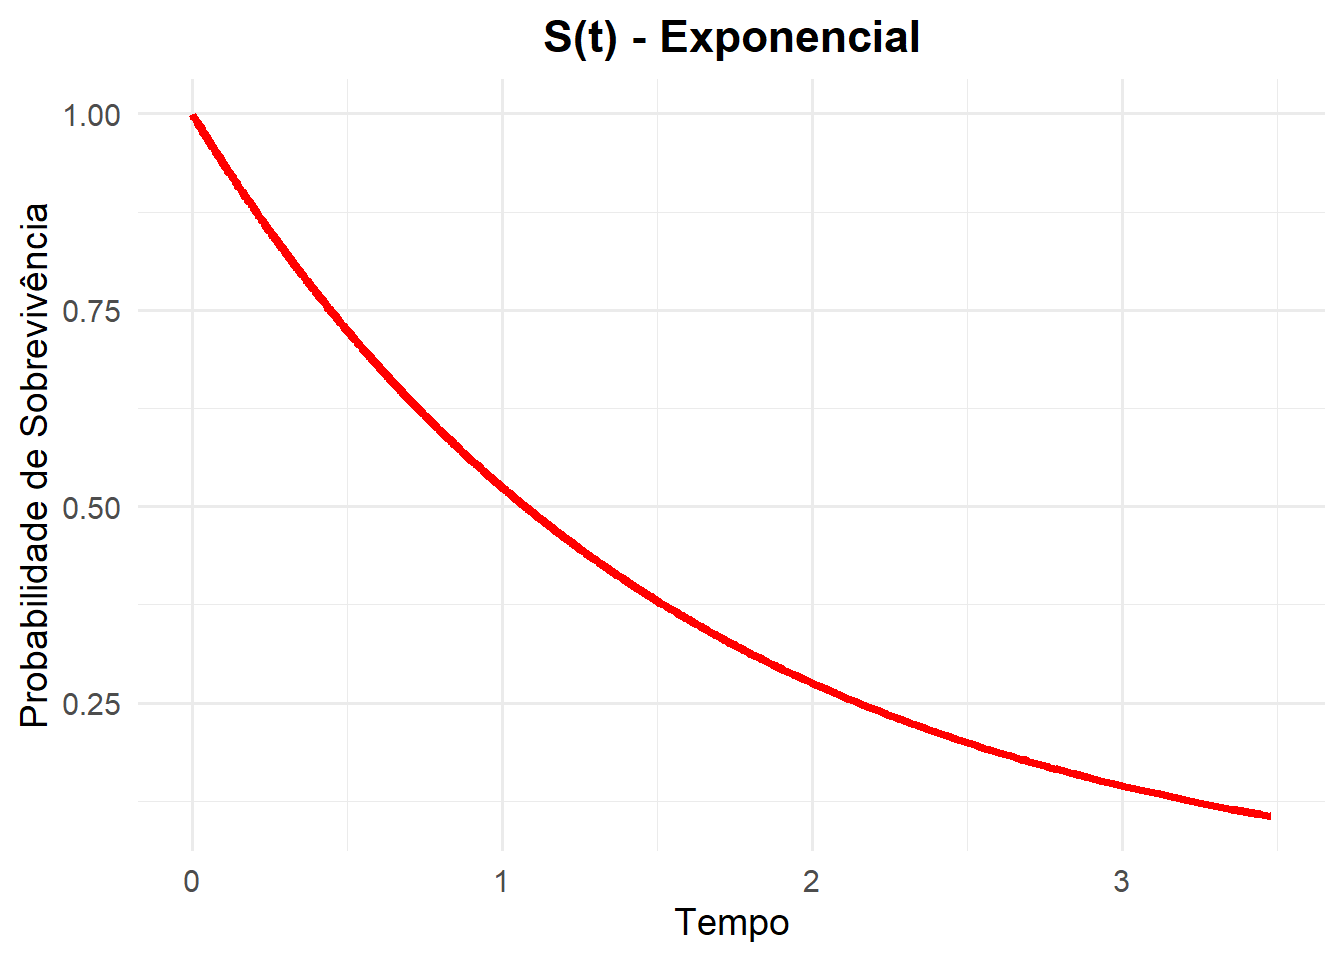 S(t) - Exponencial
Probabilidade de Sobrevivência
1.00
0.75
0.50
0.25
0
1
2
3
Tempo